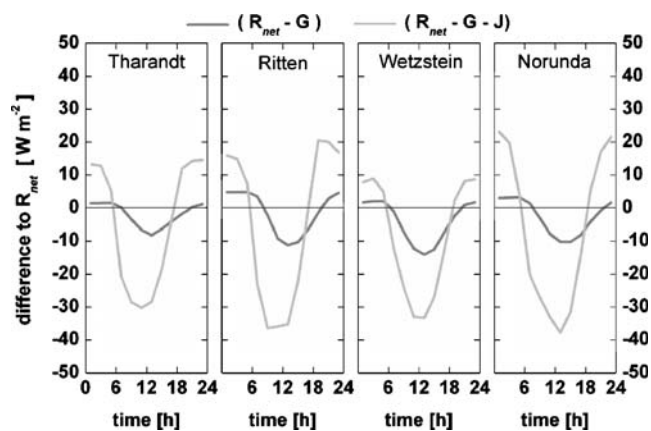 ( R_net - G ) ( R_net - G - J )
50 50
40 Tharandt Ritten Wetzstein Norunda 40
30 30
20 20
10 10
0 0
-10 -10
-20 -20
-30 -30
-40 -40
-50 -50
difference to R_net [ W m⁻² ]
0 6 12 18 24 6 12 18 24 6 12 18 24 6 12 18 24
time [h] time [h] time [h] time [h]